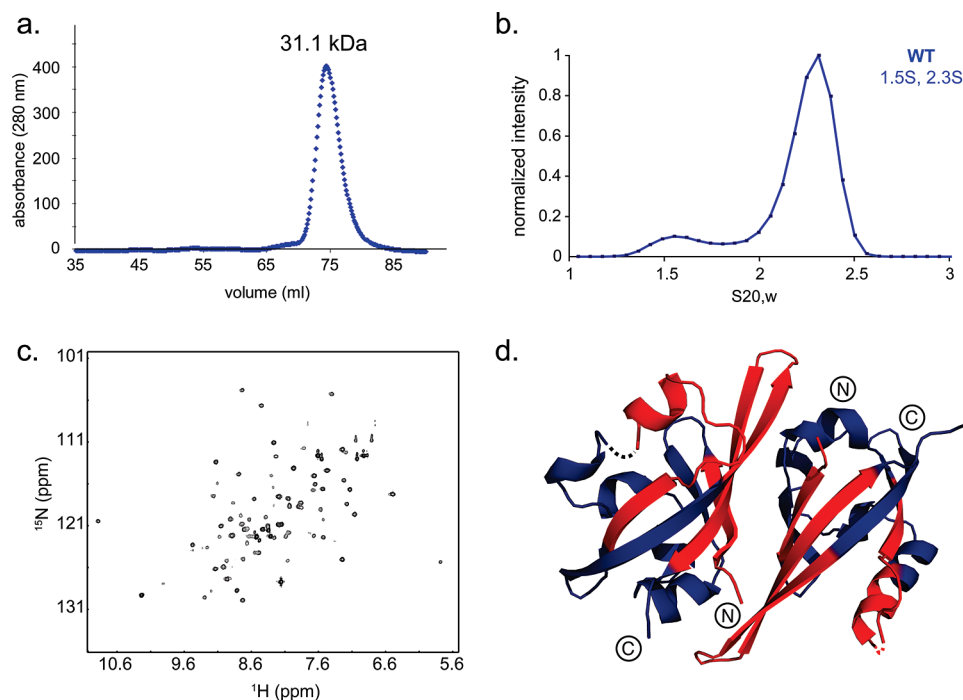 a.
31.1 kDa
absorbance (280 nm)
400
300
200
100
0
35
45
55
65
75
85
volume (ml)
b.
WT
1.5S, 2.3S
normalized intensity
1
0.8
0.6
0.4
0.2
0
1
1.5
2
2.5
3
S20,w
c.
101
111
121
131
15N (ppm)
10.6
9.6
8.6
7.6
6.6
5.6
1H (ppm)
d.
N
C
N
C